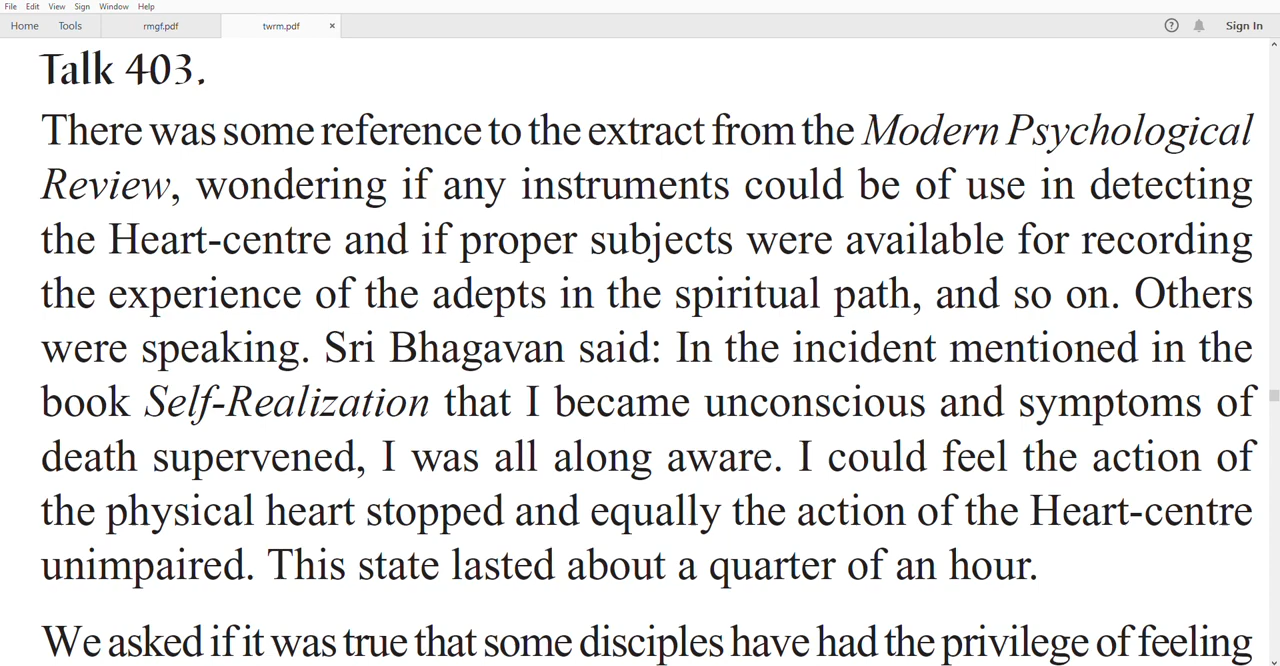 File Edit View Sign Window Help
Home Tools rmgf.pdf twrm.pdf × ? Sign In
Talk 403.
There was some reference to the extract from the Modern Psychological
Review, wondering if any instruments could be of use in detecting
the Heart-centre and if proper subjects were available for recording
the experience of the adepts in the spiritual path, and so on. Others
were speaking. Sri Bhagavan said: In the incident mentioned in the
book Self-Realization that I became unconscious and symptoms of
death supervened, I was all along aware. I could feel the action of
the physical heart stopped and equally the action of the Heart-centre
unimpaired. This state lasted about a quarter of an hour.
We asked if it was true that some disciples have had the privilege of feeling